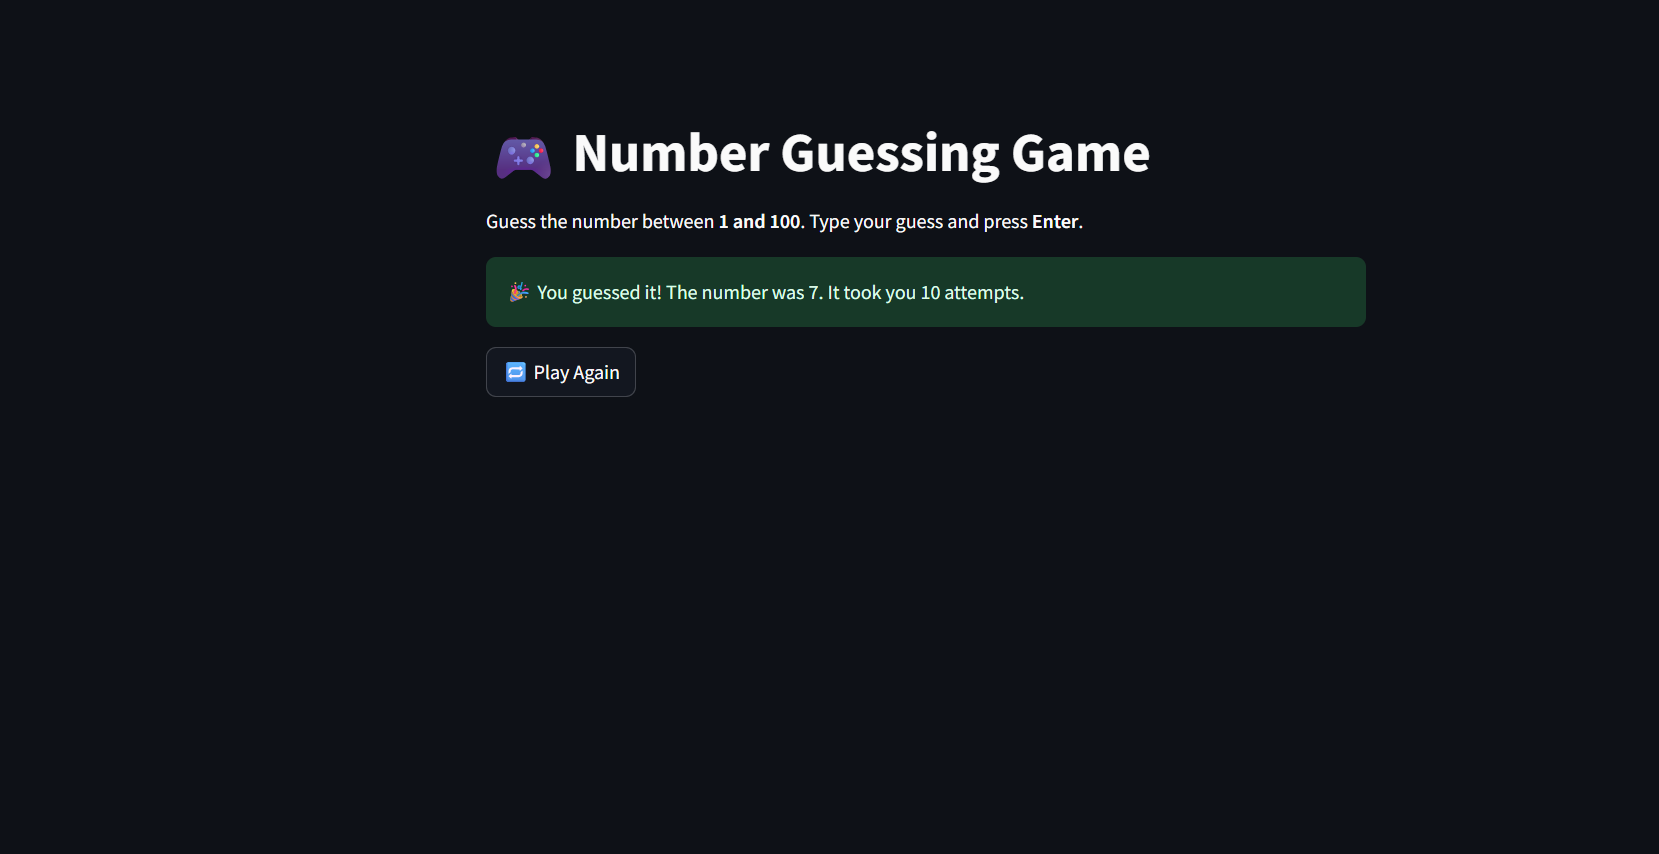 🎮 Number Guessing Game
Guess the number between 1 and 100. Type your guess and press Enter.
🎉 You guessed it! The number was 7. It took you 10 attempts.
🔁 Play Again